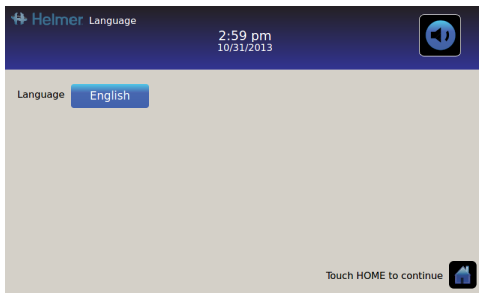 Helmer Language
2:59 pm
10/31/2013
Language English
Touch HOME to continue